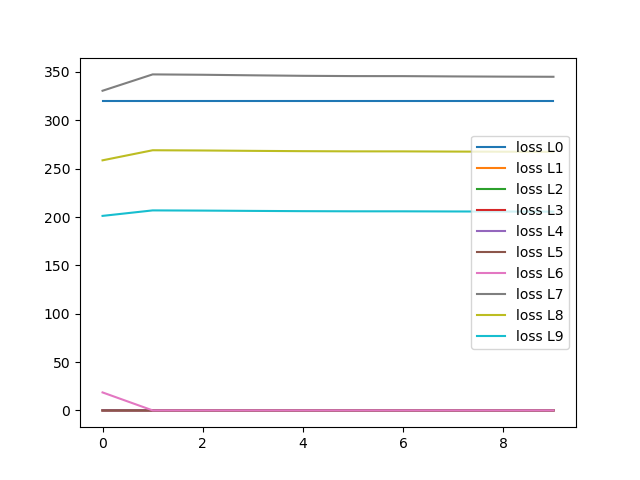 350
300
250
200
150
100
50
0
0 2 4 6 8
loss L0
loss L1
loss L2
loss L3
loss L4
loss L5
loss L6
loss L7
loss L8
loss L9